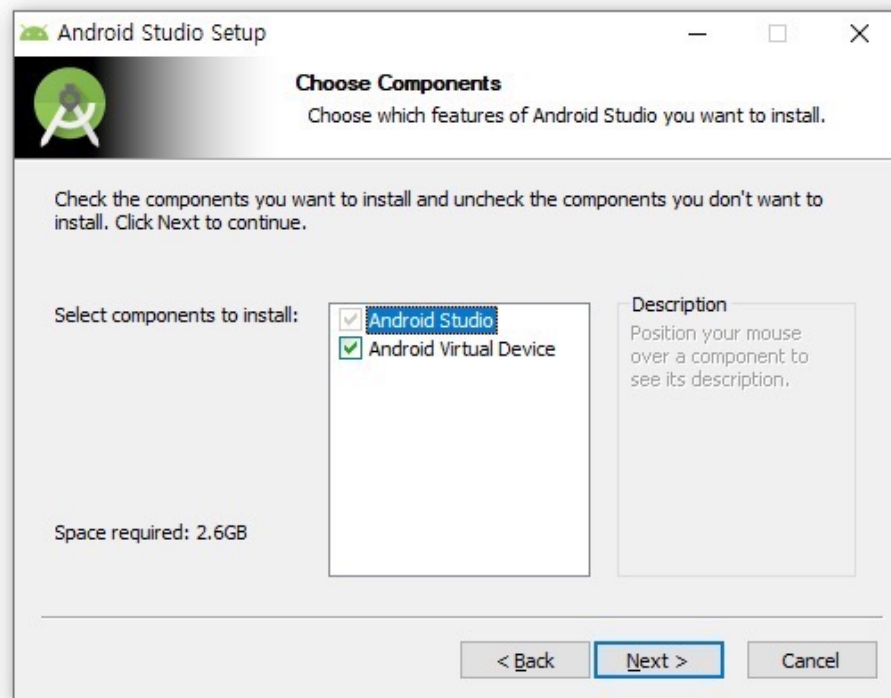 Android Studio Setup
Choose Components
Choose which features of Android Studio you want to install.
Check the components you want to install and uncheck the components you don't want to
install. Click Next to continue.
Select components to install:
Android Studio
Android Virtual Device
Description
Position your mouse
over a component to
see its description.
Space required: 2.6GB
< Back
Next >
Cancel